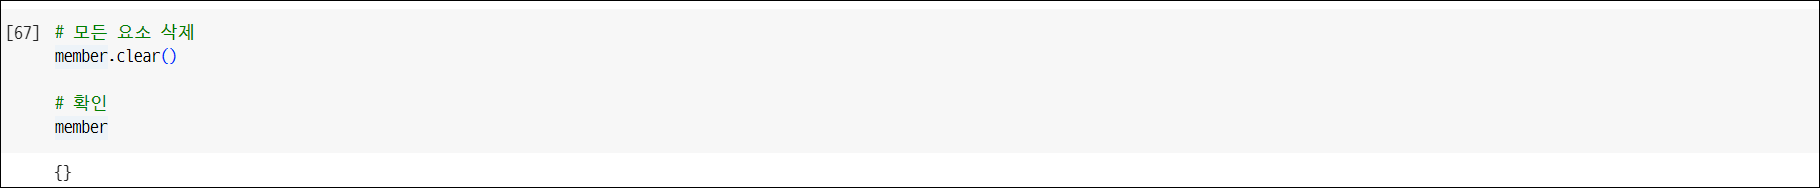 [67] # 모든 요소 삭제
member.clear()
# 확인
member
{}